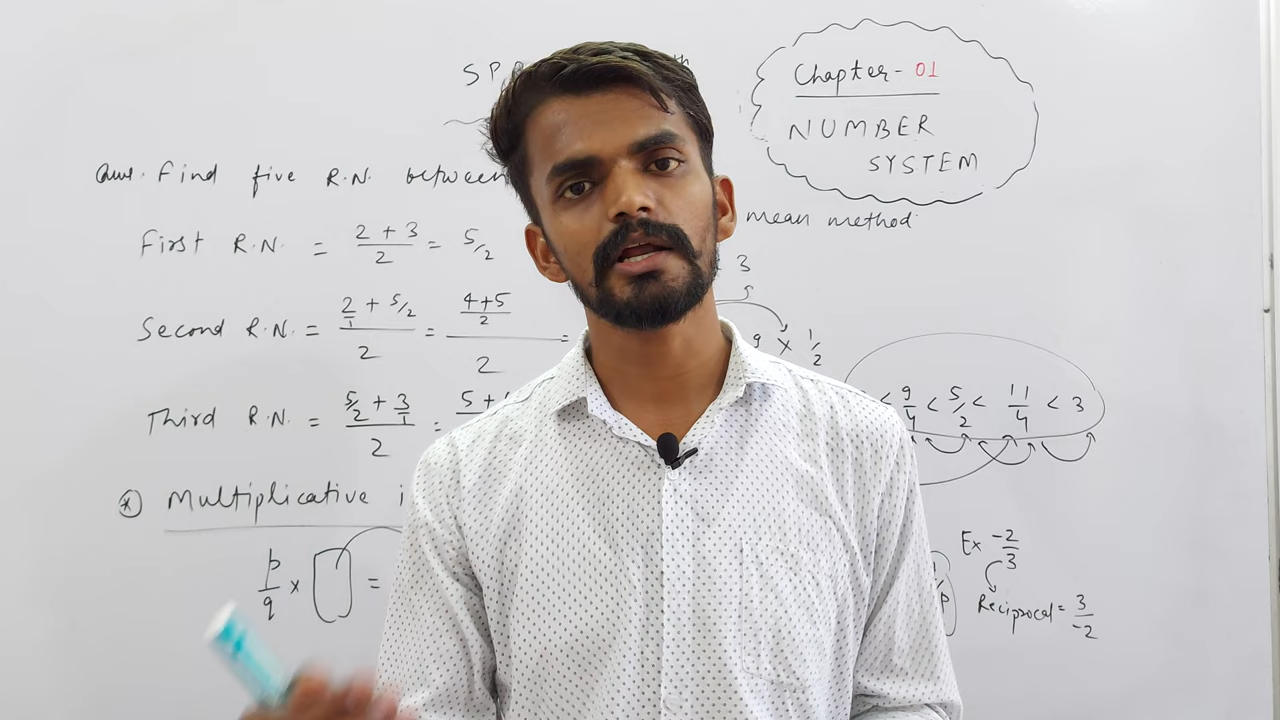 Chapter- 01
NUMBER
SYSTEM
Ques. Find five R.N. between
mean method
First R.N. = 2 + 3 / 2 = 5/2
3
Second R.N. = 2/1 + 5/2 / 2 = 4+5 / 2 / 2 = 9 × 1/2
Third R.N. = 5/2 + 3/1 / 2 = 5+
< 9/4 < 5/2 < 11/4 < 3
* Multiplicative i
p/q × =
Ex -2/3
Reciprocal = 3/-2